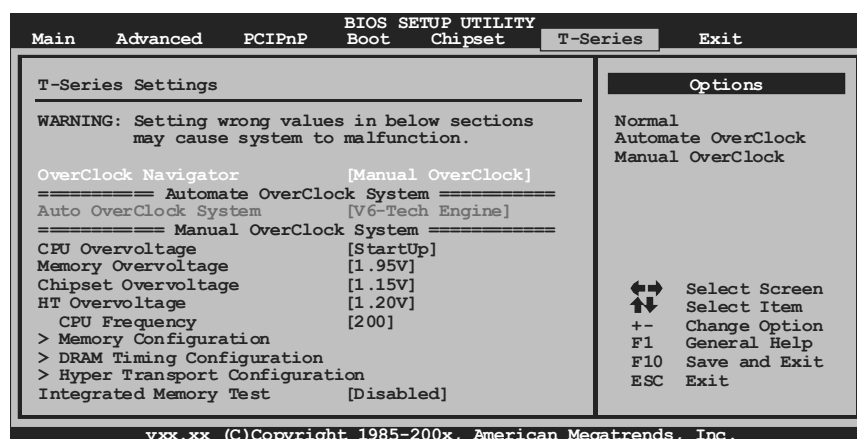 BIOS SETUP UTILITY
Main Advanced PCIPnP Boot Chipset T-Series Exit
T-Series Settings
WARNING: Setting wrong values in below sections
may cause system to malfunction.
OverClock Navigator [Manual OverClock]
=========== Automate OverClock System ===========
Auto OverClock System [V6-Tech Engine]
============ Manual OverClock System ============
CPU Overvoltage [StartUp]
Memory Overvoltage [1.95V]
Chipset Overvoltage [1.15V]
HT Overvoltage [1.20V]
CPU Frequency [200]
> Memory Configuration
> DRAM Timing Configuration
> Hyper Transport Configuration
Integrated Memory Test [Disabled]
Options
Normal
Automate OverClock
Manual OverClock
Select Screen
Select Item
+- Change Option
F1 General Help
F10 Save and Exit
ESC Exit
vxx.xx (C)Copyright 1985-200x, American Megatrends, Inc.